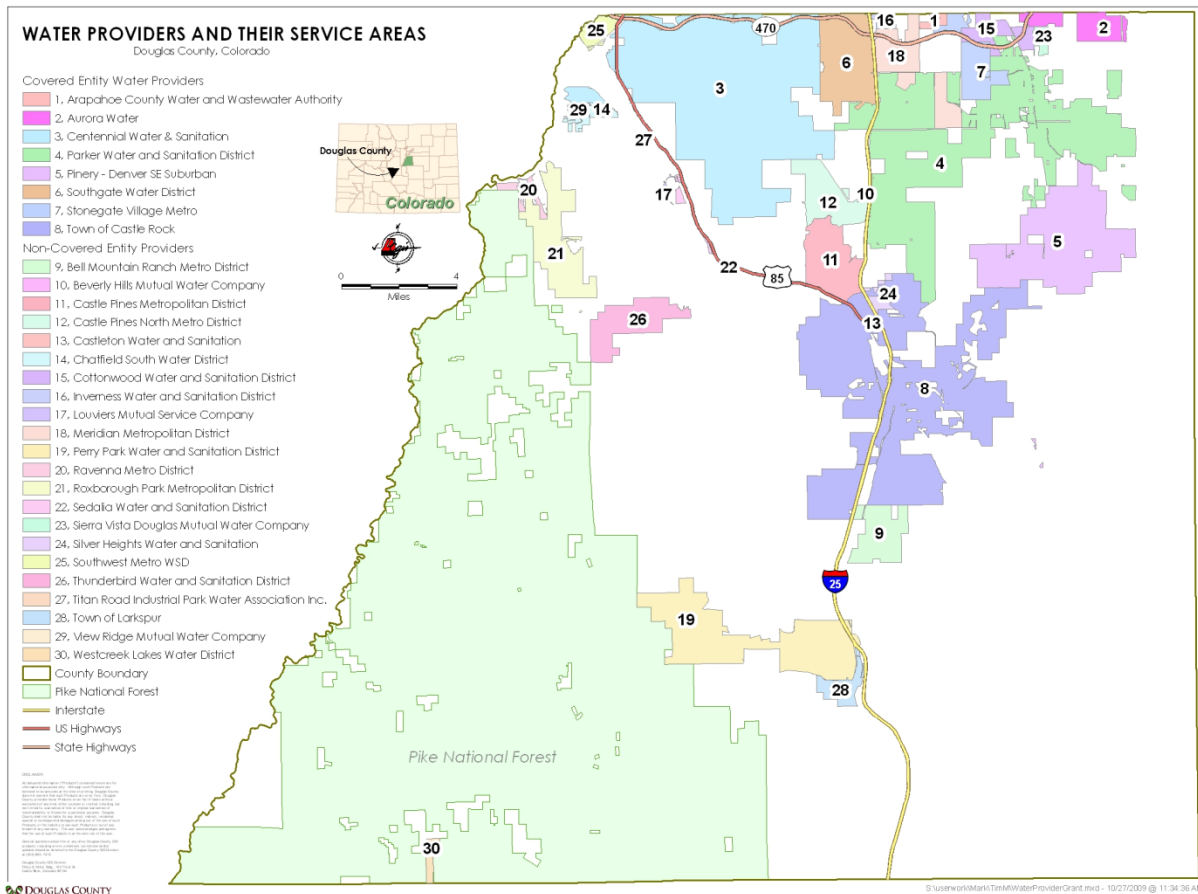 WATER PROVIDERS AND THEIR SERVICE AREAS
Douglas County, Colorado
Covered Entity Water Providers
1, Arapahoe County Water and Wastewater Authority
2, Aurora Water
3, Centennial Water & Sanitation
4, Parker Water and Sanitation District
5, Pinery - Denver SE Suburban
6, Southgate Water District
7, Stonegate Village Metro
8, Town of Castle Rock
Non-Covered Entity Providers
9, Bell Mountain Ranch Metro District
10, Beverly Hills Mutual Water Company
11, Castle Pines Metropolitan District
12, Castle Pines North Metro District
13, Castleton Water and Sanitation
14, Chatfield South Water District
15, Cottonwood Water and Sanitation District
16, Inverness Water and Sanitation District
17, Louviers Mutual Service Company
18, Meridian Metropolitan District
19, Perry Park Water and Sanitation District
20, Ravenna Metro District
21, Roxborough Park Metropolitan District
22, Sedalia Water and Sanitation District
23, Sierra Vista Douglas Mutual Water Company
24, Silver Heights Water and Sanitation
25, Southwest Metro WSD
26, Thunderbird Water and Sanitation District
27, Titan Road Industrial Park Water Association Inc.
28, Town of Larkspur
29, View Ridge Mutual Water Company
30, Westcreek Lakes Water District
County Boundary
Pike National Forest
Interstate
US Highways
State Highways
Douglas County
Colorado
0 4
Miles
25
470
16
1
15
23
2
6
18
7
3
29 14
27
4
20
17
12
10
21
11
5
22
85
24
26
13
8
9
25
19
28
Pike National Forest
30
DOUGLAS COUNTY
S:\userwork\Mark\TimM\WaterProviderGrant.mxd - 10/27/2009 @ 11:34:36 AM